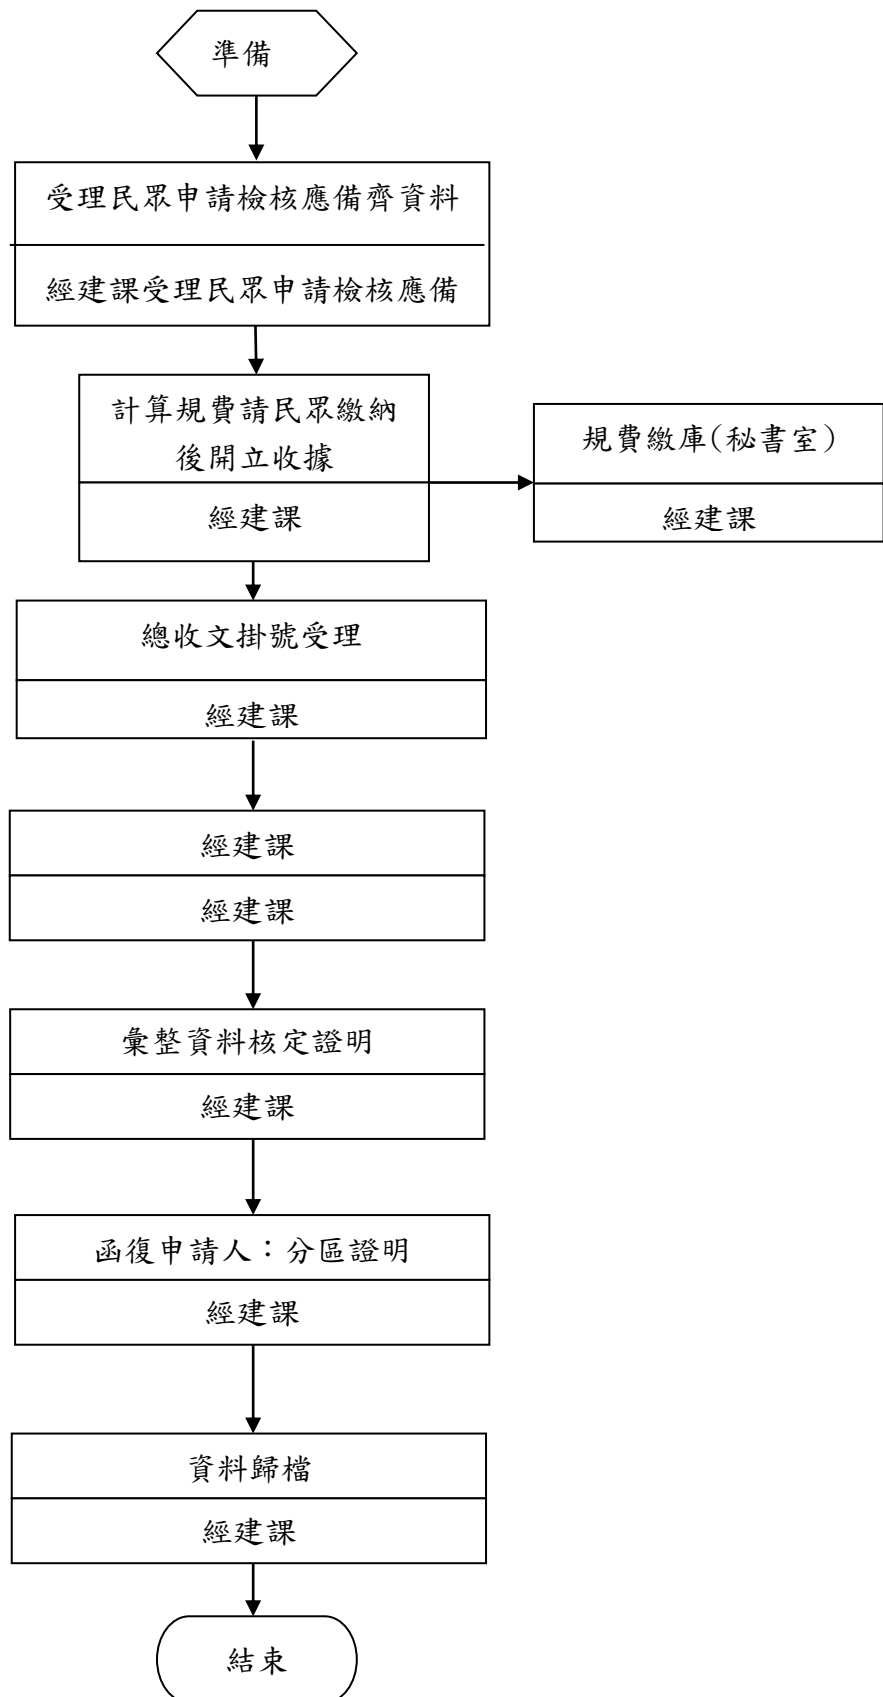 準備
受理民眾申請檢核應備齊資料
經建課受理民眾申請檢核應備
計算規費請民眾繳納
後開立收據
經建課
規費繳庫(秘書室)
經建課
總收文掛號受理
經建課
經建課
經建課
彙整資料核定證明
經建課
函復申請人：分區證明
經建課
資料歸檔
經建課
結束